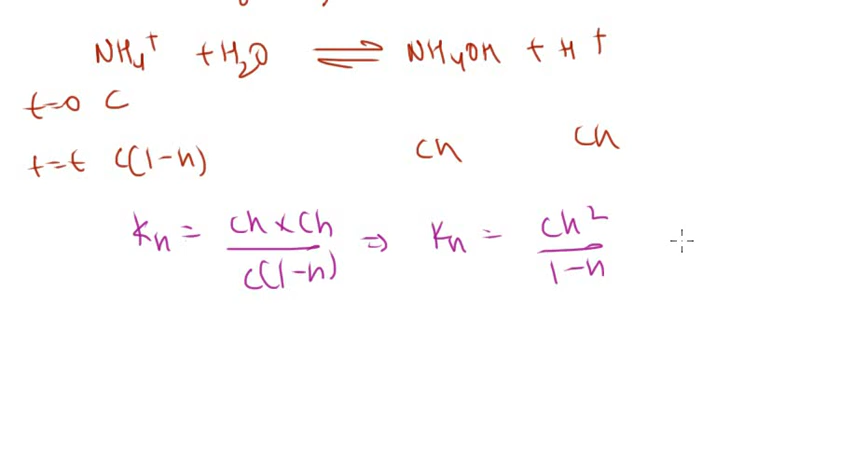 NH₄⁺ + H₂O ⇌ NH₄OH + H⁺
t=0 C
Ch Ch
t=t C(1-h)
Kh = Ch x Ch / C(1-h) ⇒ Kh = Ch² / 1-h